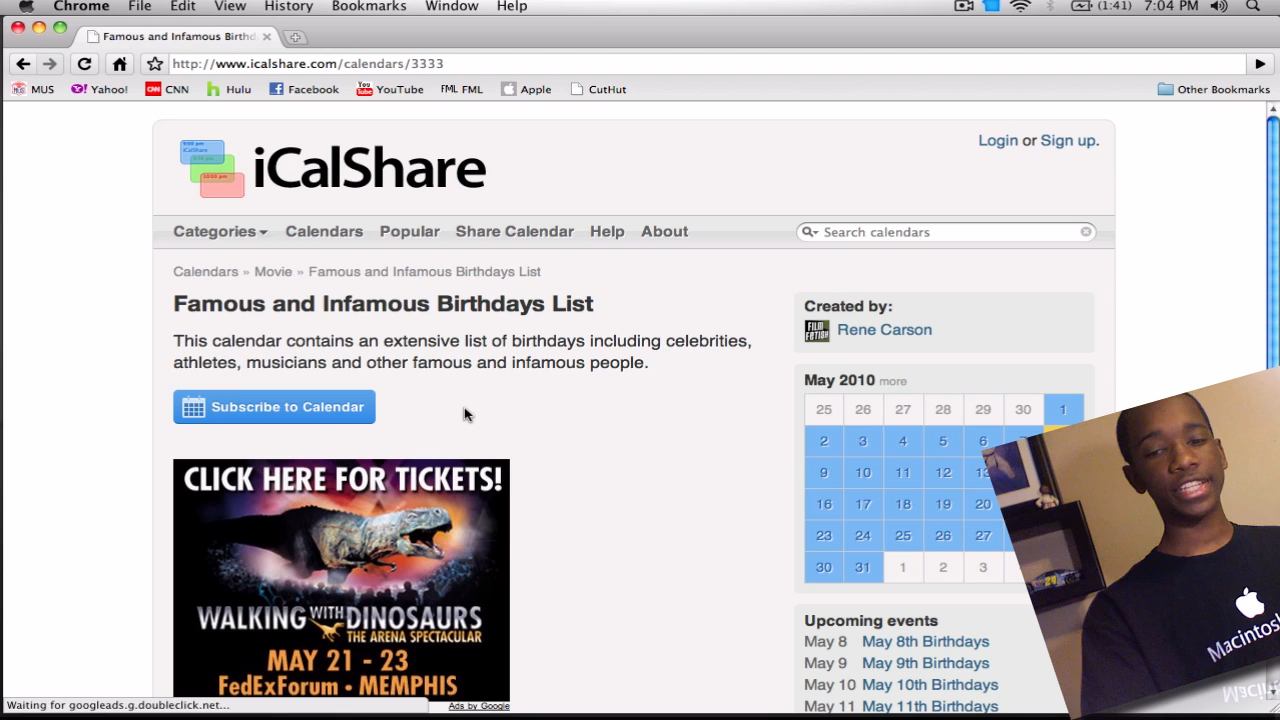 Chrome File Edit View History Bookmarks Window Help (1:41) 7:04 PM
Famous and Infamous Birthd
http://www.icalshare.com/calendars/3333
MUS Yahoo! CNN Hulu Facebook YouTube FML FML Apple CutHut Other Bookmarks
Login or Sign up.
iCalShare
Categories Calendars Popular Share Calendar Help About Search calendars
Calendars » Movie » Famous and Infamous Birthdays List
Famous and Infamous Birthdays List
This calendar contains an extensive list of birthdays including celebrities,
athletes, musicians and other famous and infamous people.
Subscribe to Calendar
CLICK HERE FOR TICKETS!
WALKING WITH DINOSAURS
THE ARENA SPECTACULAR
MAY 21 - 23
FedExForum • MEMPHIS
Ads by Google
Created by:
FILM FETISH Rene Carson
May 2010 more
25 26 27 28 29 30 1
2 3 4 5 6
9 10 11 12 13
16 17 18 19 20
23 24 25 26 27
30 31 1 2 3
Upcoming events
May 8 May 8th Birthdays
May 9 May 9th Birthdays
May 10 May 10th Birthdays
May 11 May 11th Birthdays
Macintosh
Waiting for googleads.g.doubleclick.net...